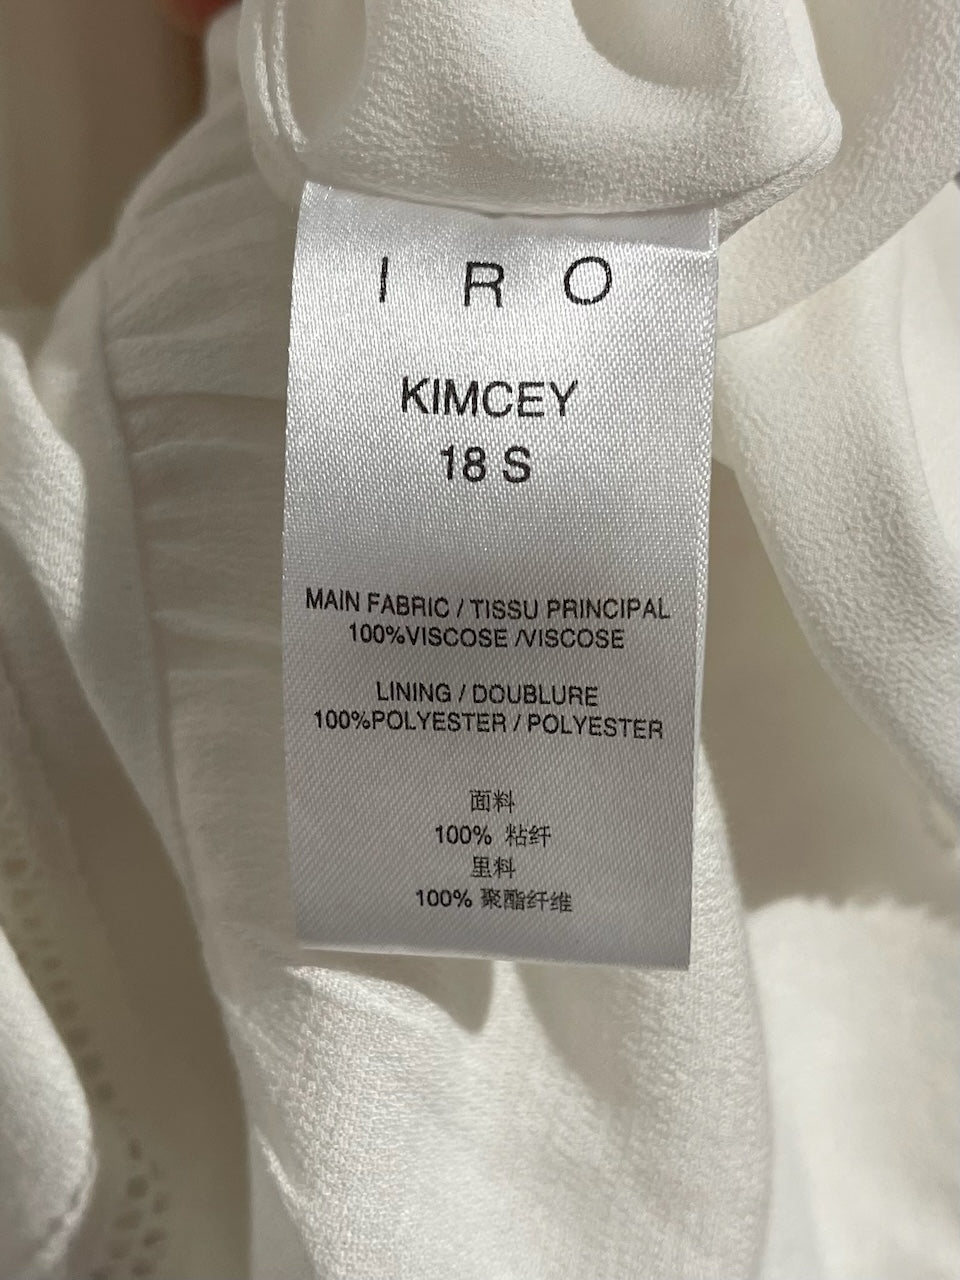 IRO
KIMCEY
18 S
MAIN FABRIC / TISSU PRINCIPAL
100%VISCOSE /VISCOSE
LINING / DOUBLURE
100%POLYESTER / POLYESTER
面料
100% 粘纤
里料
100% 聚酯纤维